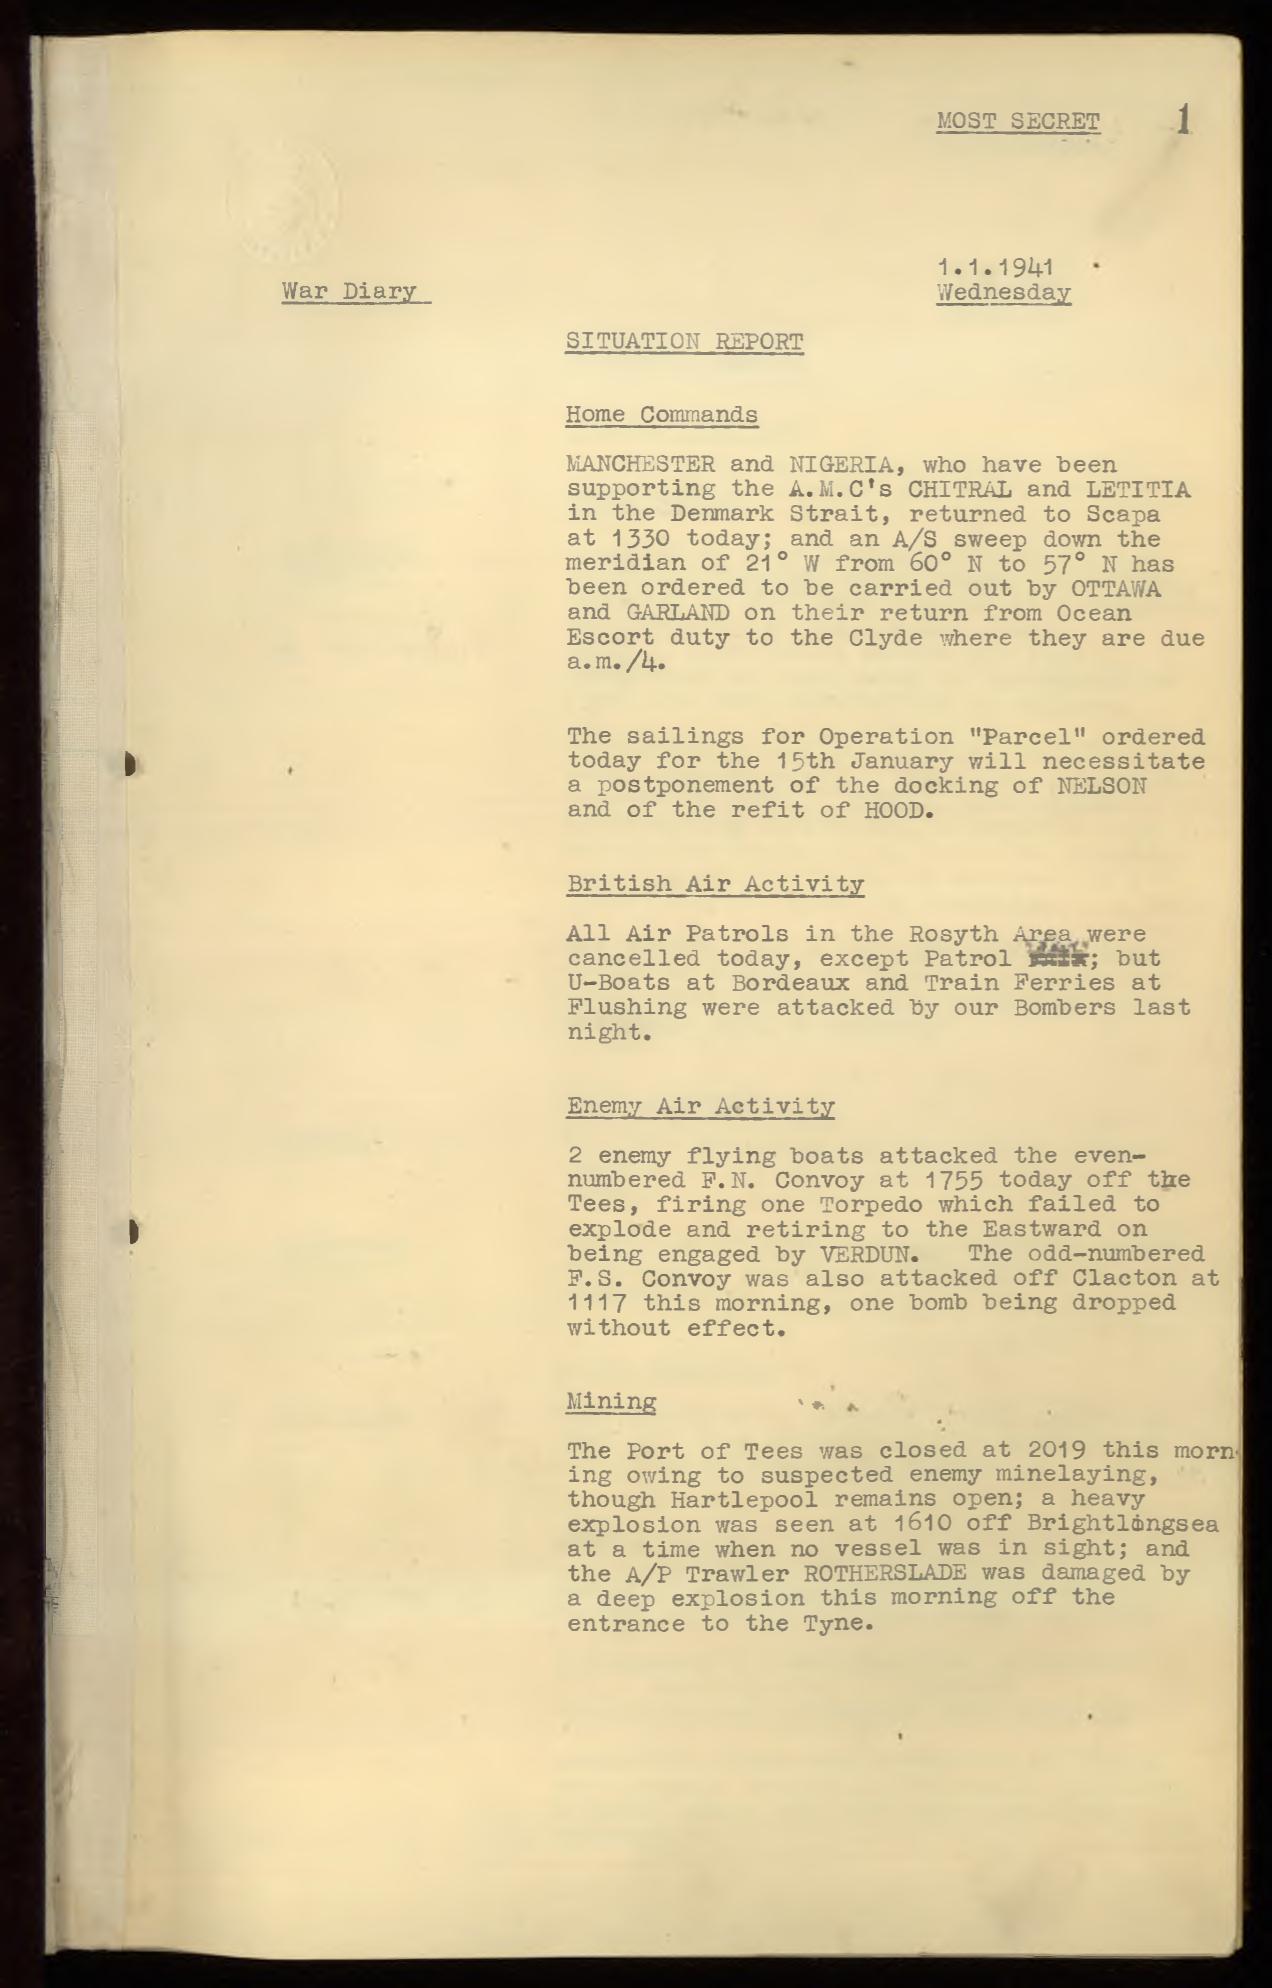 MOST SECRET 1
1.1.1941
War Diary
Wednesday
SITUATION REPORT
Home Commands
MANCHESTER and NIGERIA, who have been
supporting the A.M.C's CHITRAL and LETITIA
in the Denmark Strait, returned to Scapa
at 1330 today; and an A/S sweep down the
meridian of 21° W from 60° N to 57° N has
been ordered to be carried out by OTTAWA
and GARLAND on their return from Ocean
Escort duty to the Clyde where they are due
a.m./4.
The sailings for Operation "Parcel" ordered
today for the 15th January will necessitate
a postponement of the docking of NELSON
and of the refit of HOOD.
British Air Activity
All Air Patrols in the Rosyth Area were
cancelled today, except Patrol ; but
U-Boats at Bordeaux and Train Ferries at
Flushing were attacked by our Bombers last
night.
Enemy Air Activity
2 enemy flying boats attacked the even-
numbered F.N. Convoy at 1755 today off the
Tees, firing one Torpedo which failed to
explode and retiring to the Eastward on
being engaged by VERDUN. The odd-numbered
F.S. Convoy was also attacked off Clacton at
1117 this morning, one bomb being dropped
without effect.
Mining
The Port of Tees was closed at 2019 this morn-
ing owing to suspected enemy minelaying,
though Hartlepool remains open; a heavy
explosion was seen at 1610 off Brightlingsea
at a time when no vessel was in sight; and
the A/P Trawler ROTHERSLADE was damaged by
a deep explosion this morning off the
entrance to the Tyne.